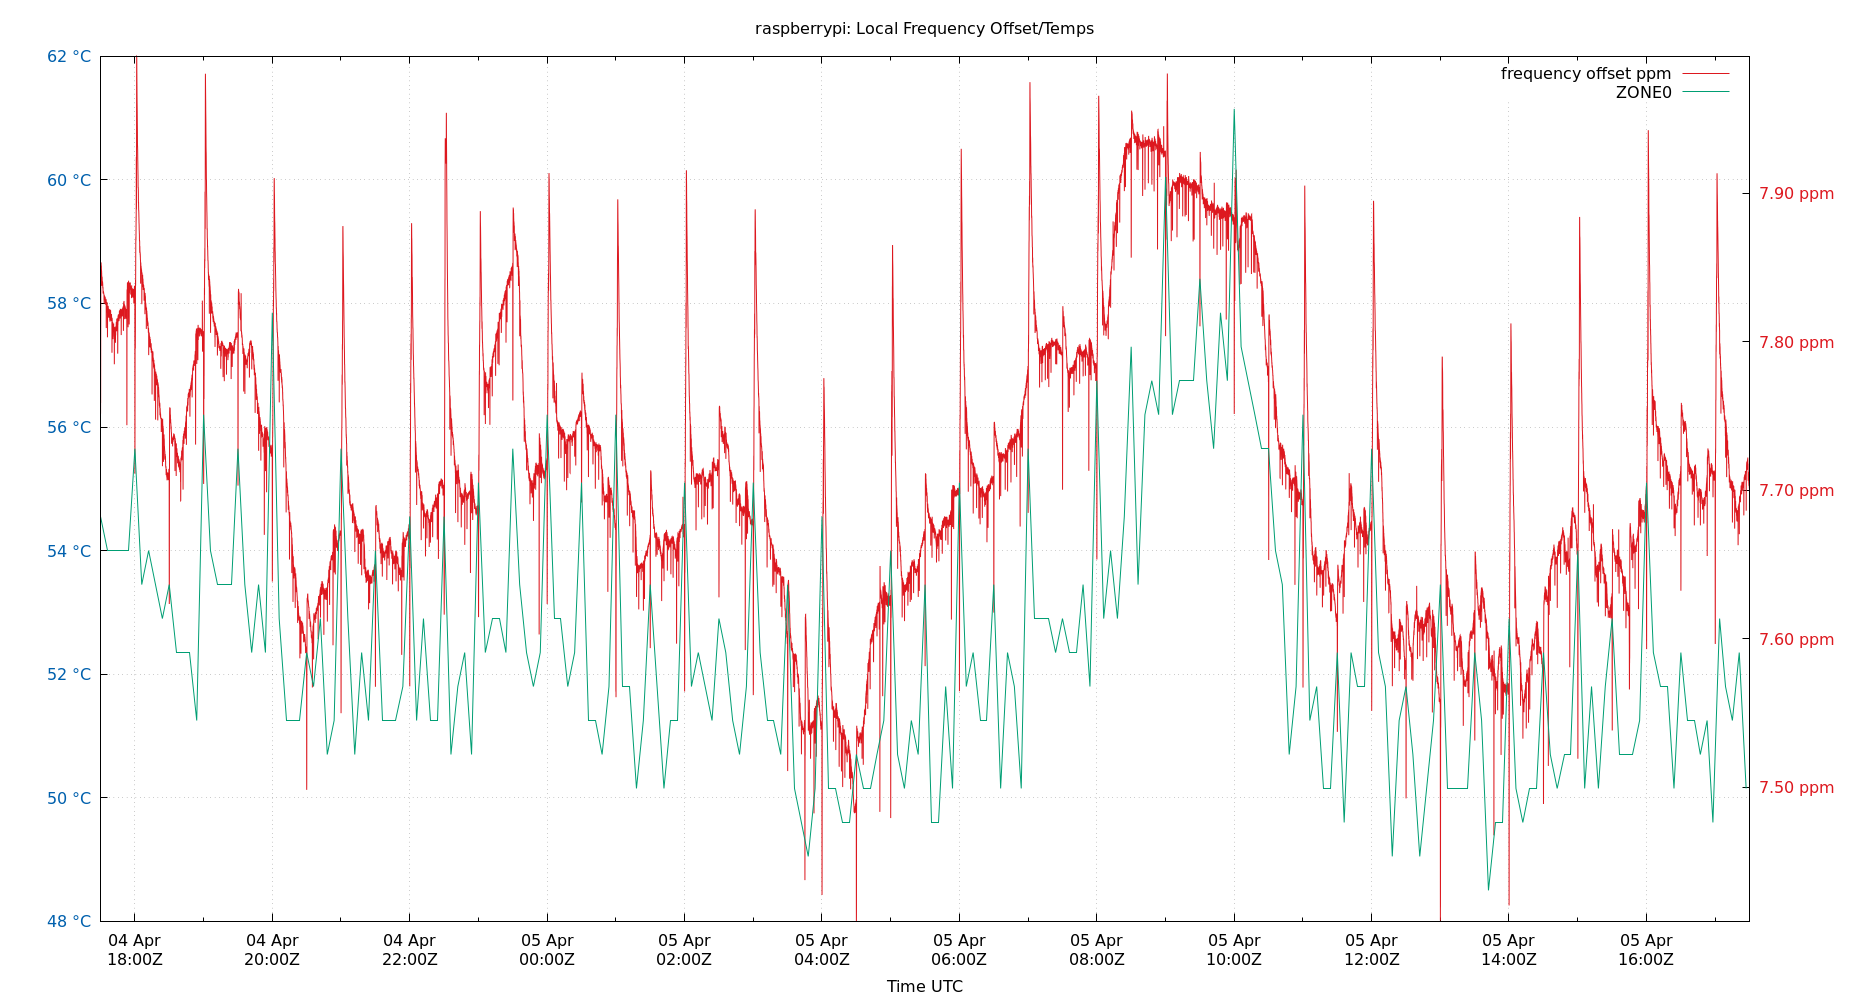 raspberrypi: Local Frequency Offset/Temps
frequency offset ppm
ZONE0
62 °C
60 °C
58 °C
56 °C
54 °C
52 °C
50 °C
48 °C
7.90 ppm
7.80 ppm
7.70 ppm
7.60 ppm
7.50 ppm
04 Apr 04 Apr 04 Apr 05 Apr 05 Apr 05 Apr 05 Apr 05 Apr 05 Apr 05 Apr 05 Apr 05 Apr
18:00Z 20:00Z 22:00Z 00:00Z 02:00Z 04:00Z 06:00Z 08:00Z 10:00Z 12:00Z 14:00Z 16:00Z
Time UTC